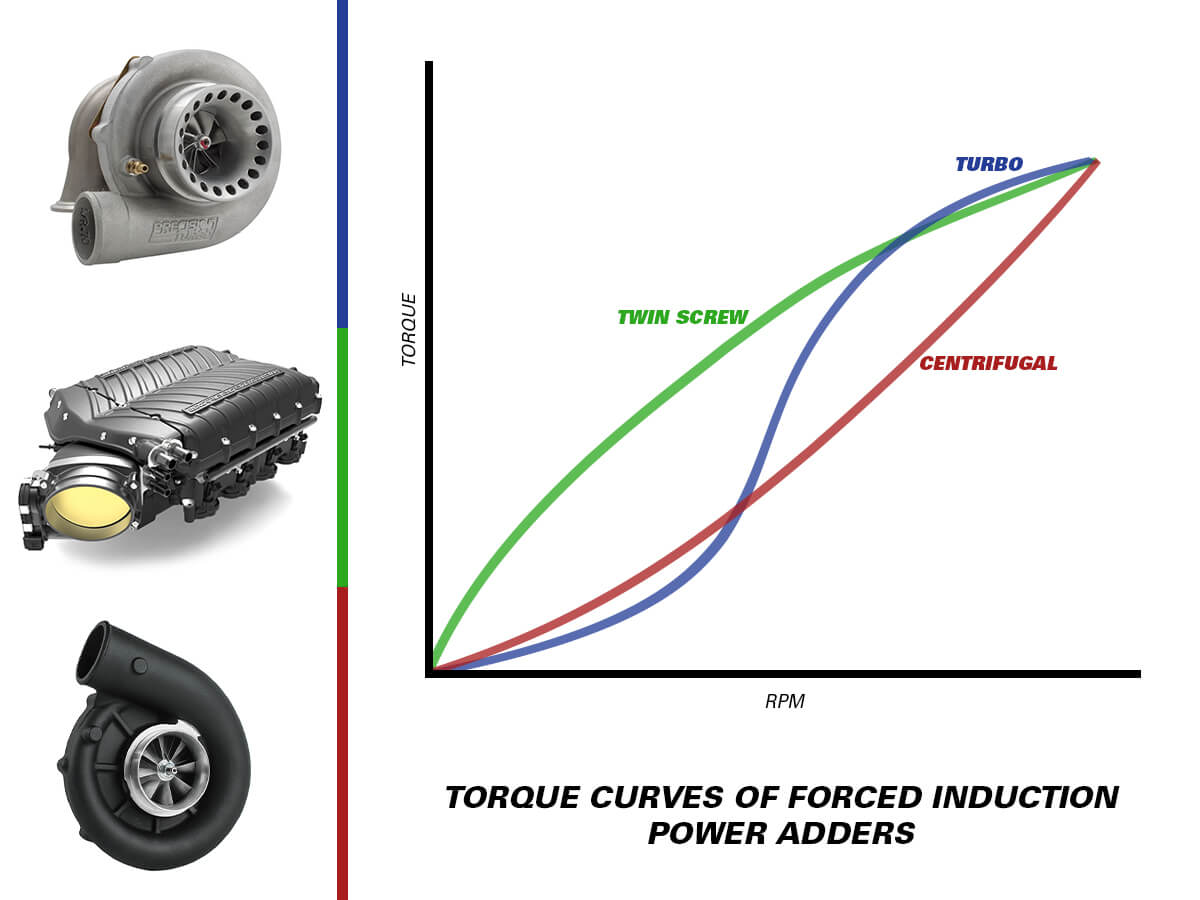 PRECISION
TURBO
TORQUE
TURBO
TWIN SCREW
CENTRIFUGAL
RPM
TORQUE CURVES OF FORCED INDUCTION
POWER ADDERS